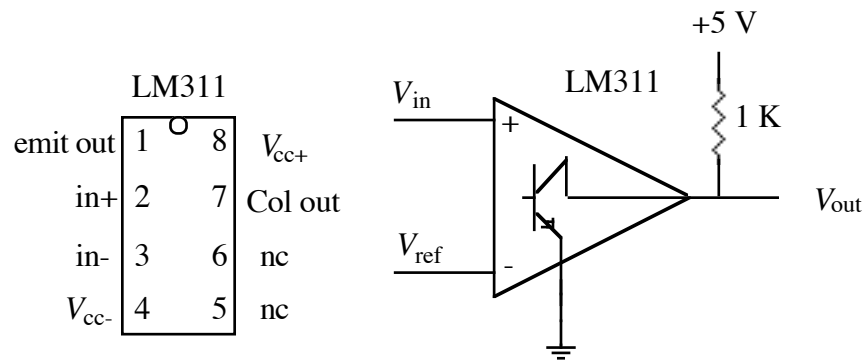 LM311
emit out 1 8 Vcc+
in+ 2 7 Col out
in- 3 6 nc
Vcc- 4 5 nc
+5 V
LM311
1 K
Vin
+
Vref
-
Vout